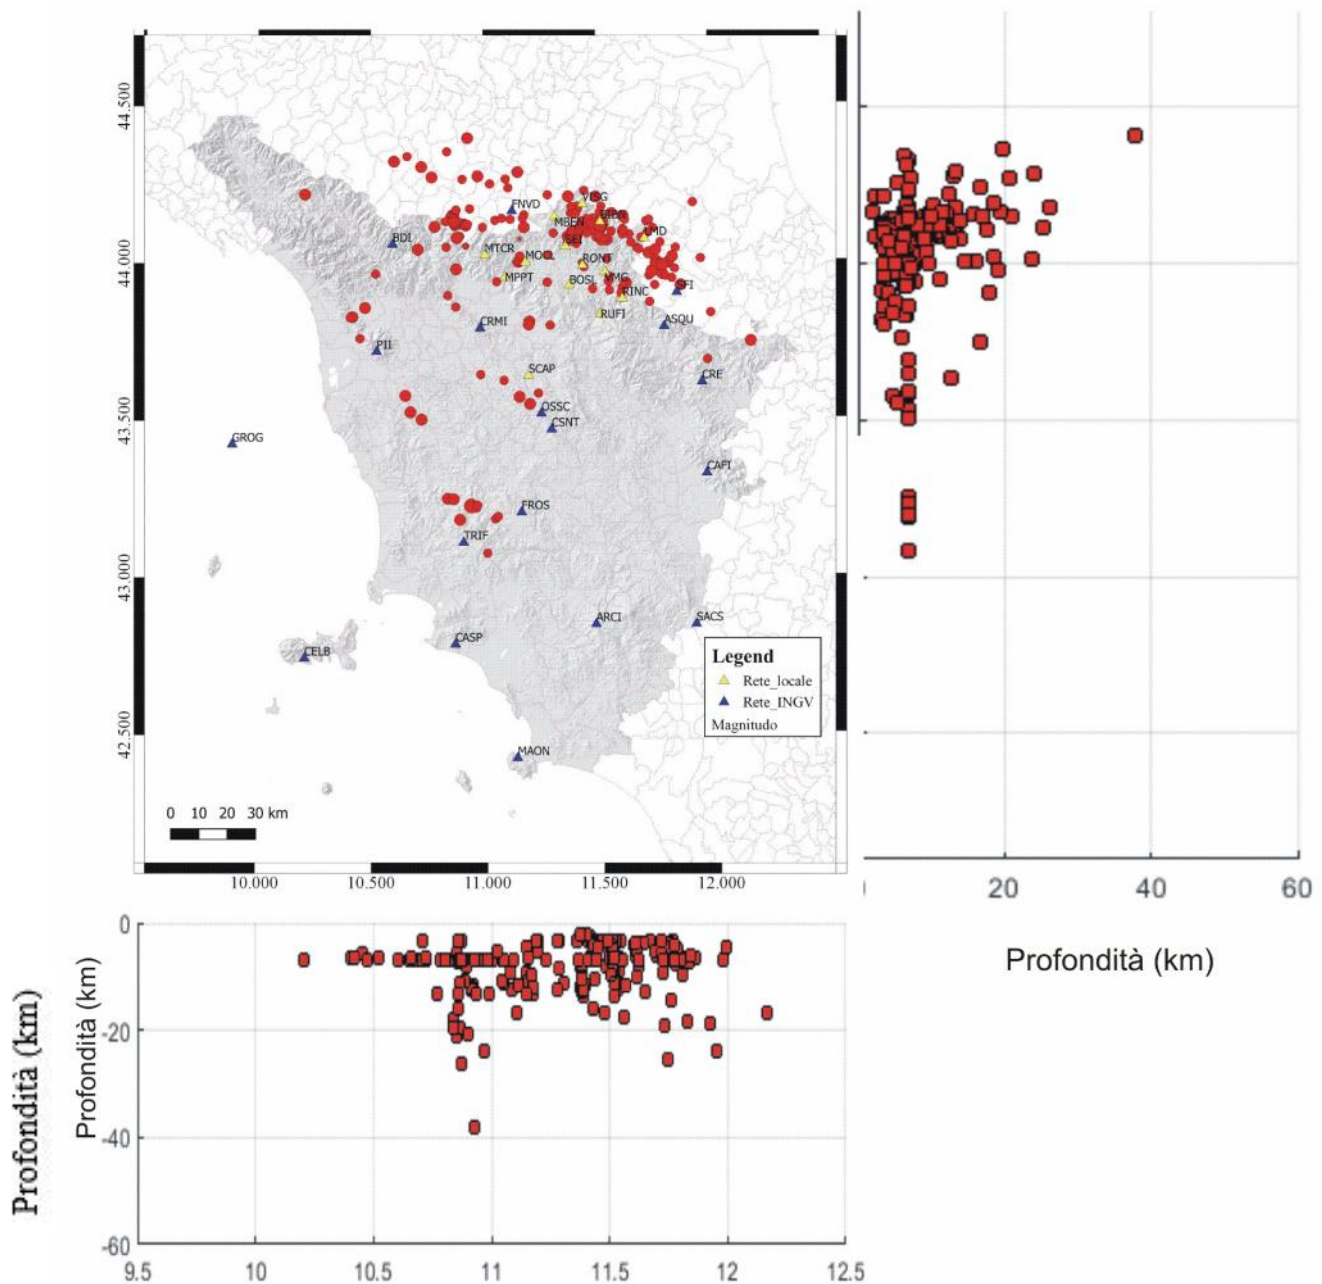 44.500
44.000
43.500
43.000
42.500
VISG
FNVD
MBEN
LMD
BDI
SEI
MTCR
MPPT
RONT
BOSL
RINC
SFI
RUFI
ASQU
CRMI
PII
SCAP
CRE
OSSC
CSNT
GROG
CAFI
FROS
TRIF
ARCI
SACS
CASP
CELB
MAON
Legend
Rete_locale
Rete_INGV
Magnitudo
0 10 20 30 km
10.000 10.500 11.000 11.500 12.000
20 40 60
Profondità (km)
0
-20
-40
-60
Profondità (km)
Profondità (km)
9.5 10 10.5 11 11.5 12 12.5